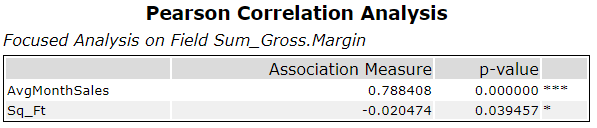 Pearson Correlation Analysis
Focused Analysis on Field Sum_Gross.Margin
Association Measure p-value
AvgMonthSales 0.788408 0.000000 ***
Sq_Ft -0.020474 0.039457 *